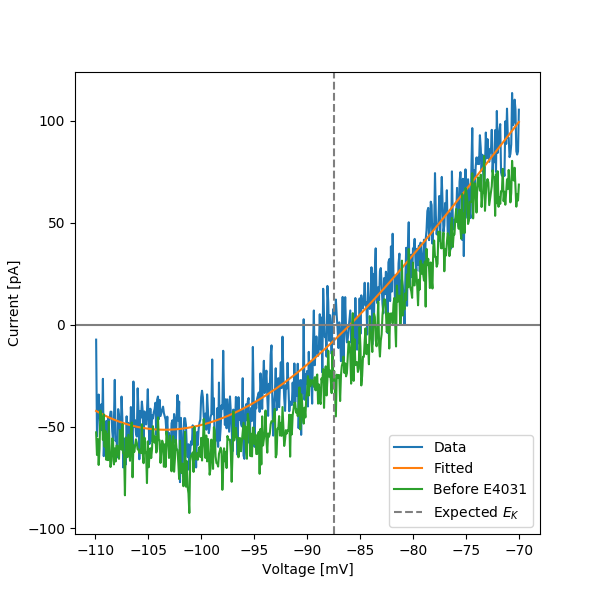 100
50
0
−50
−100
Current [pA]
Data
Fitted
Before E4031
Expected E_K
−110 −105 −100 −95 −90 −85 −80 −75 −70
Voltage [mV]